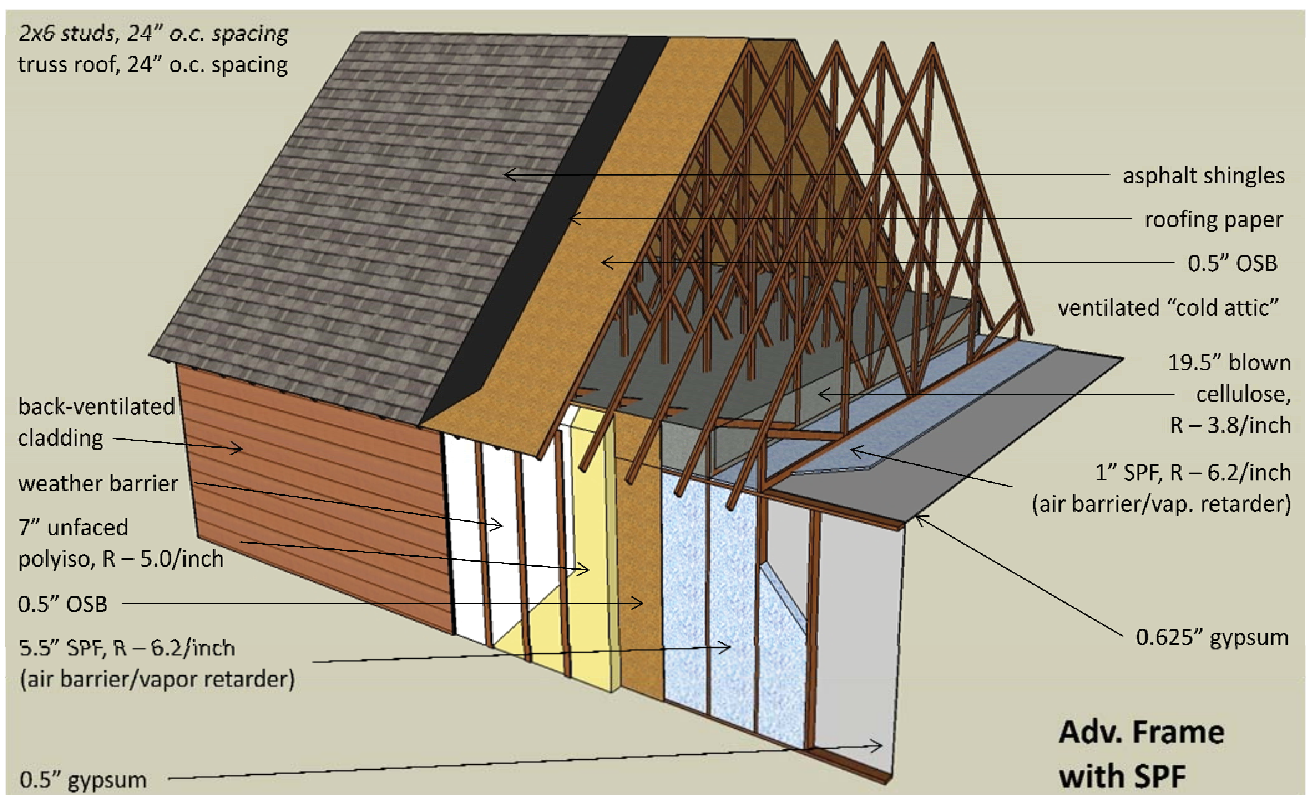 2x6 studs, 24” o.c. spacing
truss roof, 24” o.c. spacing
asphalt shingles
roofing paper
0.5” OSB
ventilated “cold attic”
19.5” blown
cellulose,
R – 3.8/inch
1” SPF, R – 6.2/inch
(air barrier/vap. retarder)
0.625” gypsum
back-ventilated
cladding
weather barrier
7” unfaced
polyiso, R – 5.0/inch
0.5” OSB
5.5” SPF, R – 6.2/inch
(air barrier/vapor retarder)
0.5” gypsum
Adv. Frame
with SPF